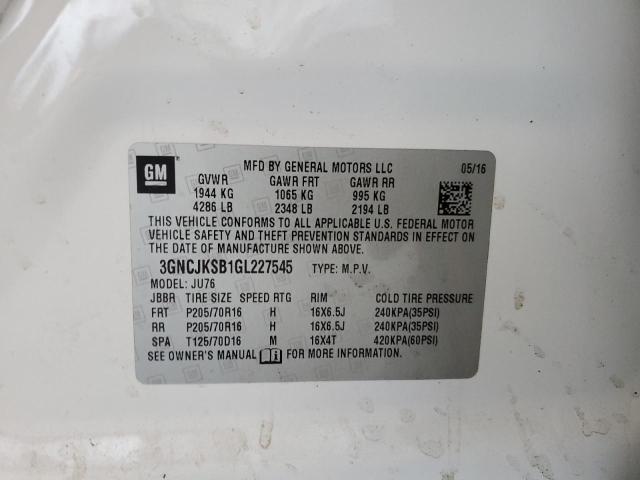 GM MFD BY GENERAL MOTORS LLC 05/16
GVWR GAWR FRT GAWR RR
1944 KG 1065 KG 995 KG
4286 LB 2348 LB 2194 LB
THIS VEHICLE CONFORMS TO ALL APPLICABLE U.S. FEDERAL MOTOR
VEHICLE SAFETY AND THEFT PREVENTION STANDARDS IN EFFECT ON
THE DATE OF MANUFACTURE SHOWN ABOVE.
3GNCJKSB1GL227545 TYPE: M.P.V.
MODEL: JU76
JBBR TIRE SIZE SPEED RTG RIM COLD TIRE PRESSURE
FRT P205/70R16 H 16X6.5J 240KPA(35PSI)
RR P205/70R16 H 16X6.5J 240KPA(35PSI)
SPA T125/70D16 M 16X4T 420KPA(60PSI)
SEE OWNER'S MANUAL FOR MORE INFORMATION.